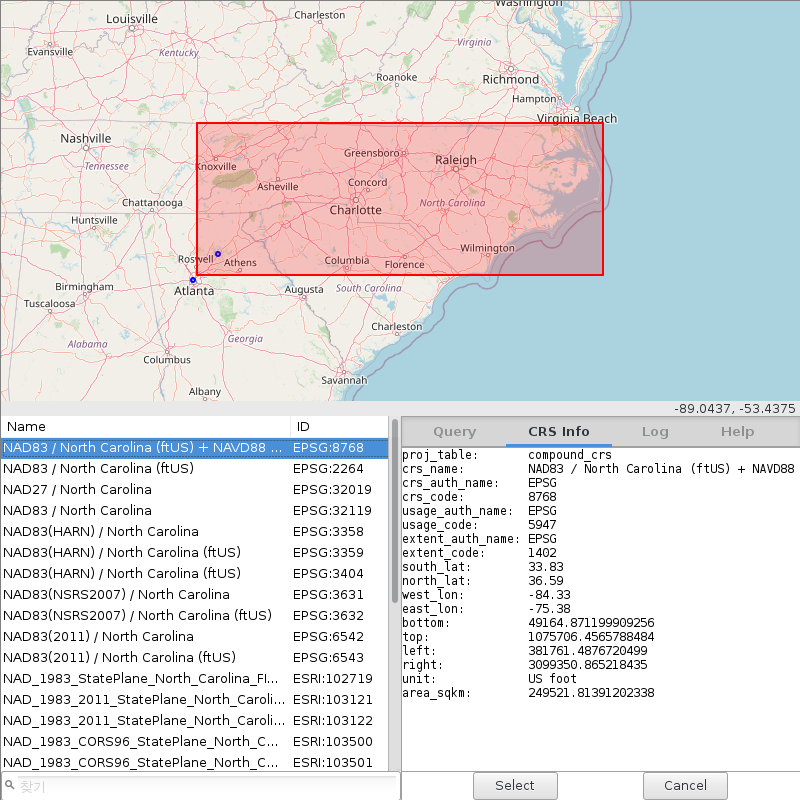 Washington
Charleston
Louisville
Virginia
Evansville
Kentucky
Roanoke
Richmond
Hampton
Virginia Beach
Nashville
Greensboro
Raleigh
Tennessee
Knoxville
Asheville
Concord
Chattanooga
North Carolina
Charlotte
Huntsville
Wilmington
Roswell
Athens
Columbia
Florence
Birmingham
Atlanta
Augusta
South Carolina
Tuscaloosa
Charleston
Georgia
Alabama
Columbus
Savannah
Albany
-89.0437, -53.4375
Name ID
NAD83 / North Carolina (ftUS) + NAVD88 ... EPSG:8768
NAD83 / North Carolina (ftUS) EPSG:2264
NAD27 / North Carolina EPSG:32019
NAD83 / North Carolina EPSG:32119
NAD83(HARN) / North Carolina EPSG:3358
NAD83(HARN) / North Carolina (ftUS) EPSG:3359
NAD83(HARN) / North Carolina (ftUS) EPSG:3404
NAD83(NSRS2007) / North Carolina EPSG:3631
NAD83(NSRS2007) / North Carolina (ftUS) EPSG:3632
NAD83(2011) / North Carolina EPSG:6542
NAD83(2011) / North Carolina (ftUS) EPSG:6543
NAD_1983_StatePlane_North_Carolina_FI... ESRI:102719
NAD_1983_2011_StatePlane_North_Caroli... ESRI:103121
NAD_1983_2011_StatePlane_North_Caroli... ESRI:103122
NAD_1983_CORS96_StatePlane_North_C... ESRI:103500
NAD_1983_CORS96_StatePlane_North_C... ESRI:103501
찾기
Query CRS Info Log Help
proj_table: compound_crs
crs_name: NAD83 / North Carolina (ftUS) + NAVD88
crs_auth_name: EPSG
crs_code: 8768
usage_auth_name: EPSG
usage_code: 5947
extent_auth_name: EPSG
extent_code: 1402
south_lat: 33.83
north_lat: 36.59
west_lon: -84.33
east_lon: -75.38
bottom: 49164.871199909256
top: 1075706.4565788484
left: 381761.4876720499
right: 3099350.865218435
unit: US foot
area_sqkm: 249521.81391202338
Select Cancel